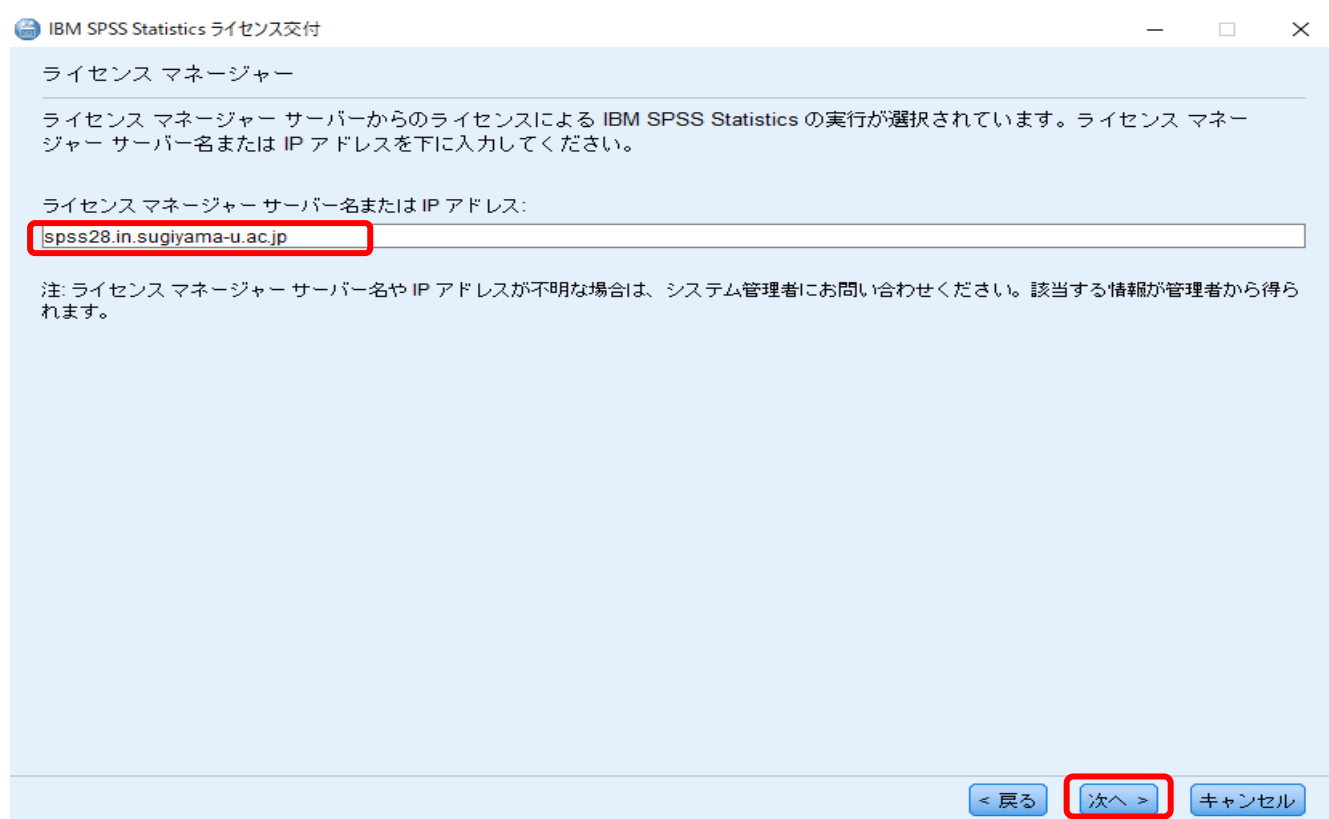 IBM SPSS Statistics ライセンス交付
ライセンス マネージャー
ライセンス マネージャー サーバーからのライセンスによる IBM SPSS Statistics の実行が選択されています。ライセンス マネー
ジャー サーバー名または IP アドレスを下に入力してください。
ライセンス マネージャー サーバー名または IP アドレス:
spss28.in.sugiyama-u.ac.jp
注: ライセンス マネージャー サーバー名や IP アドレスが不明な場合は、システム管理者にお問い合わせください。該当する情報が管理者から得ら
れます。
< 戻る 次へ > キャンセル